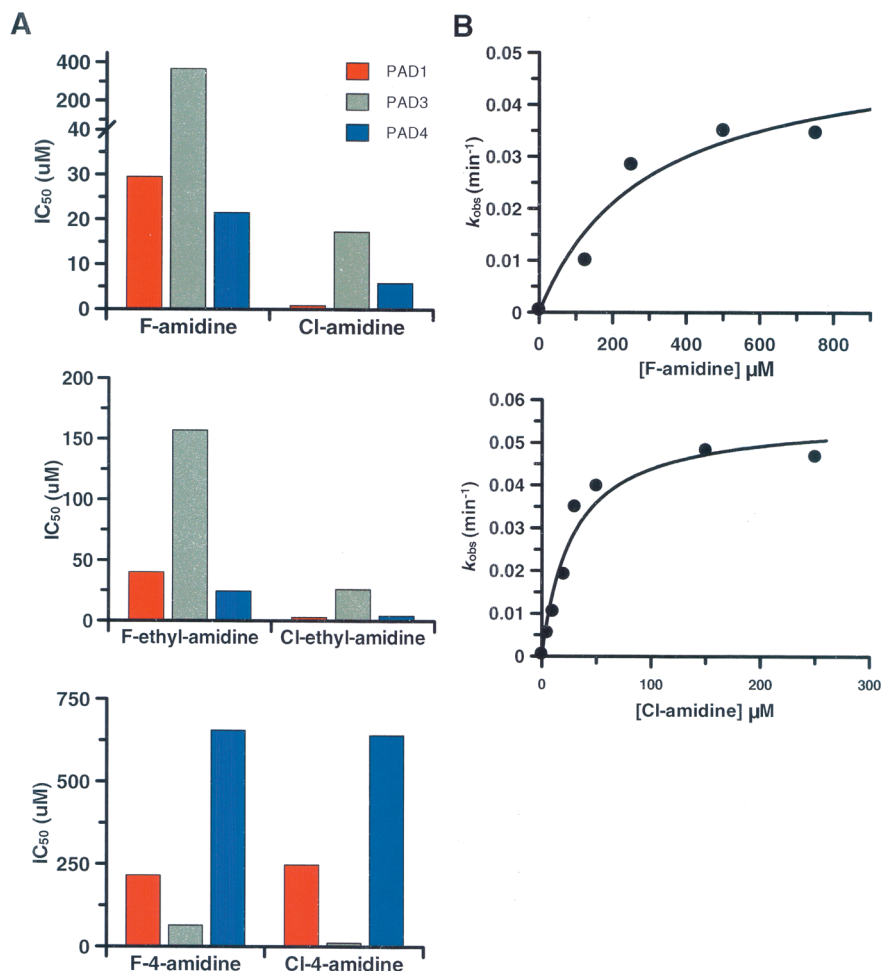 A
IC50 (uM)
400
200
40
30
20
10
0
PAD1
PAD3
PAD4
F-amidine Cl-amidine
IC50 (uM)
200
150
100
50
0
F-ethyl-amidine Cl-ethyl-amidine
IC50 (uM)
750
500
250
0
F-4-amidine Cl-4-amidine
B
kobs (min-1)
0.05
0.04
0.03
0.02
0.01
0
0 200 400 600 800
[F-amidine] µM
kobs (min-1)
0.06
0.05
0.04
0.03
0.02
0.01
0
0 100 200 300
[Cl-amidine] µM